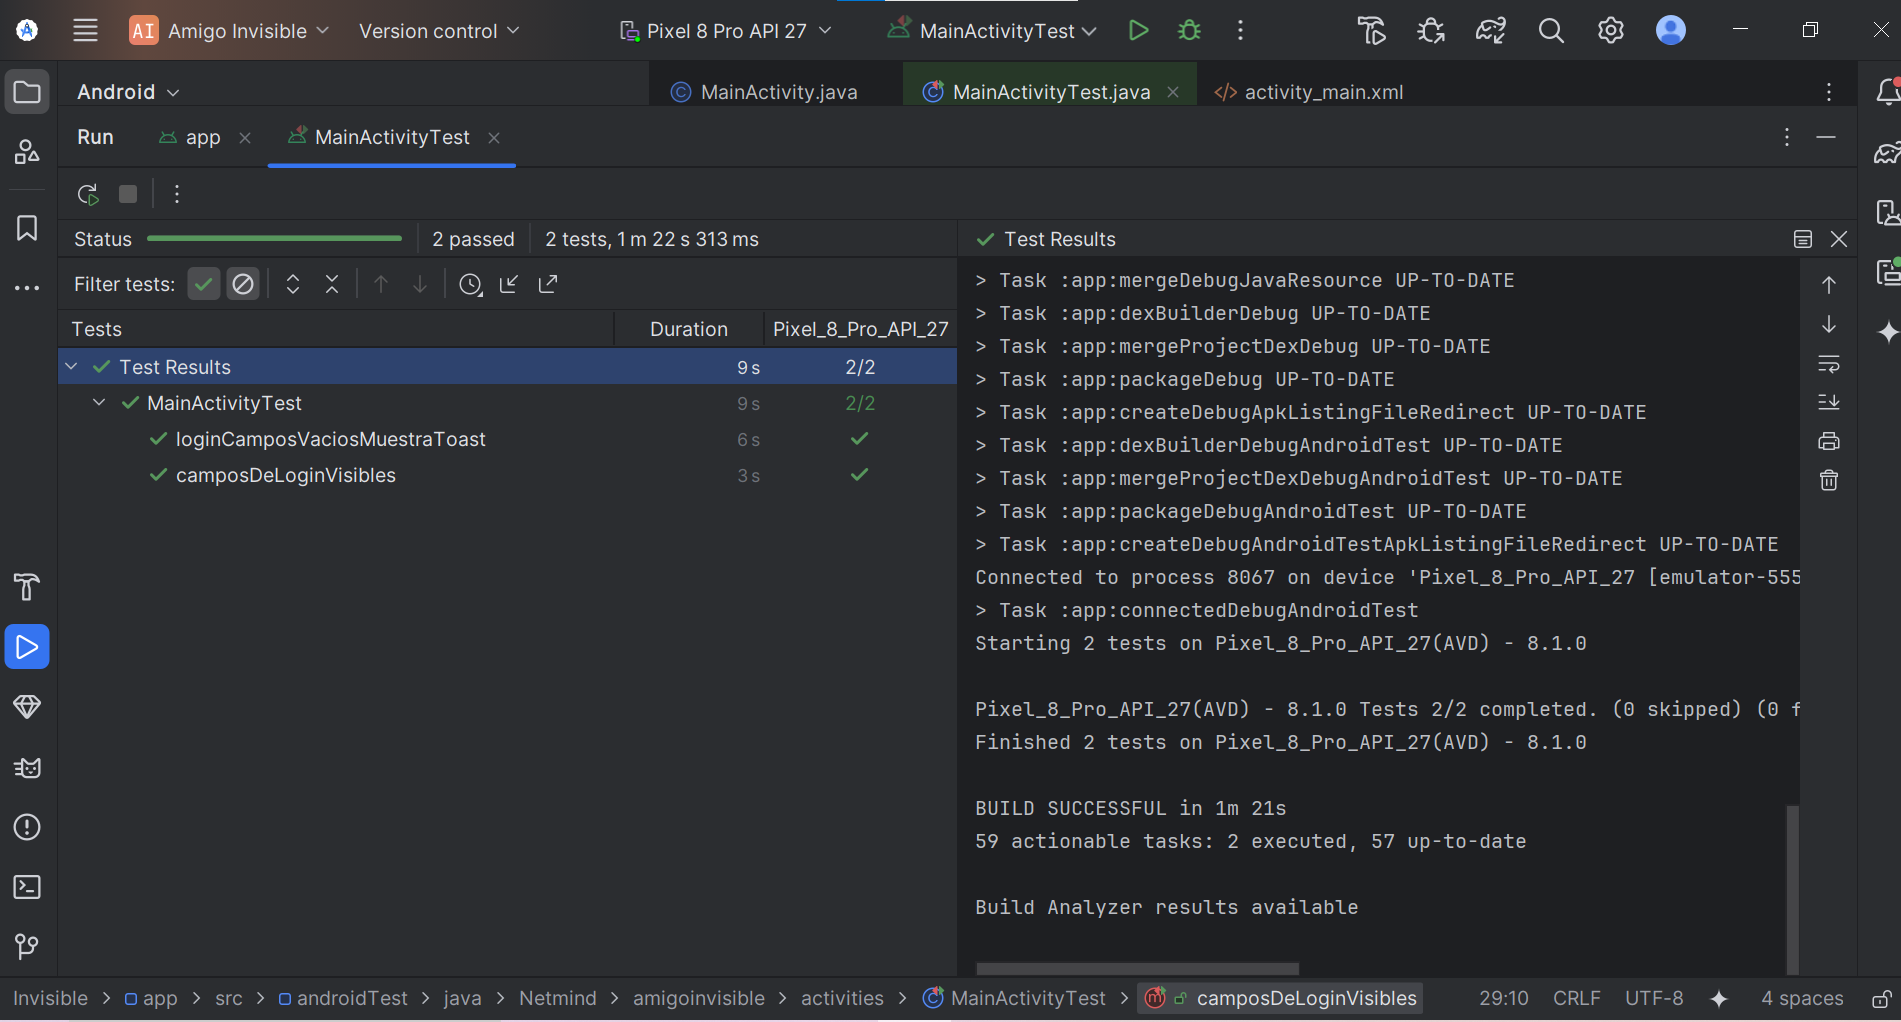 AI Amigo Invisible Version control Pixel 8 Pro API 27 MainActivityTest
Android MainActivity.java MainActivityTest.java activity_main.xml
Run app MainActivityTest
Status 2 passed 2 tests, 1 m 22 s 313 ms Test Results
Filter tests:
Tests Duration Pixel_8_Pro_API_27
Test Results 9 s 2/2
MainActivityTest 9 s 2/2
loginCamposVaciosMuestraToast 6 s
camposDeLoginVisibles 3 s
> Task :app:mergeDebugJavaResource UP-TO-DATE
> Task :app:dexBuilderDebug UP-TO-DATE
> Task :app:mergeProjectDexDebug UP-TO-DATE
> Task :app:packageDebug UP-TO-DATE
> Task :app:createDebugApkListingFileRedirect UP-TO-DATE
> Task :app:dexBuilderDebugAndroidTest UP-TO-DATE
> Task :app:mergeProjectDexDebugAndroidTest UP-TO-DATE
> Task :app:packageDebugAndroidTest UP-TO-DATE
> Task :app:createDebugAndroidTestApkListingFileRedirect UP-TO-DATE
Connected to process 8067 on device 'Pixel_8_Pro_API_27 [emulator-555
> Task :app:connectedDebugAndroidTest
Starting 2 tests on Pixel_8_Pro_API_27(AVD) - 8.1.0
Pixel_8_Pro_API_27(AVD) - 8.1.0 Tests 2/2 completed. (0 skipped) (0 f
Finished 2 tests on Pixel_8_Pro_API_27(AVD) - 8.1.0
BUILD SUCCESSFUL in 1m 21s
59 actionable tasks: 2 executed, 57 up-to-date
Build Analyzer results available
Invisible > app > src > androidTest > java > Netmind > amigoinvisible > activities > MainActivityTest > camposDeLoginVisibles 29:10 CRLF UTF-8 4 spaces